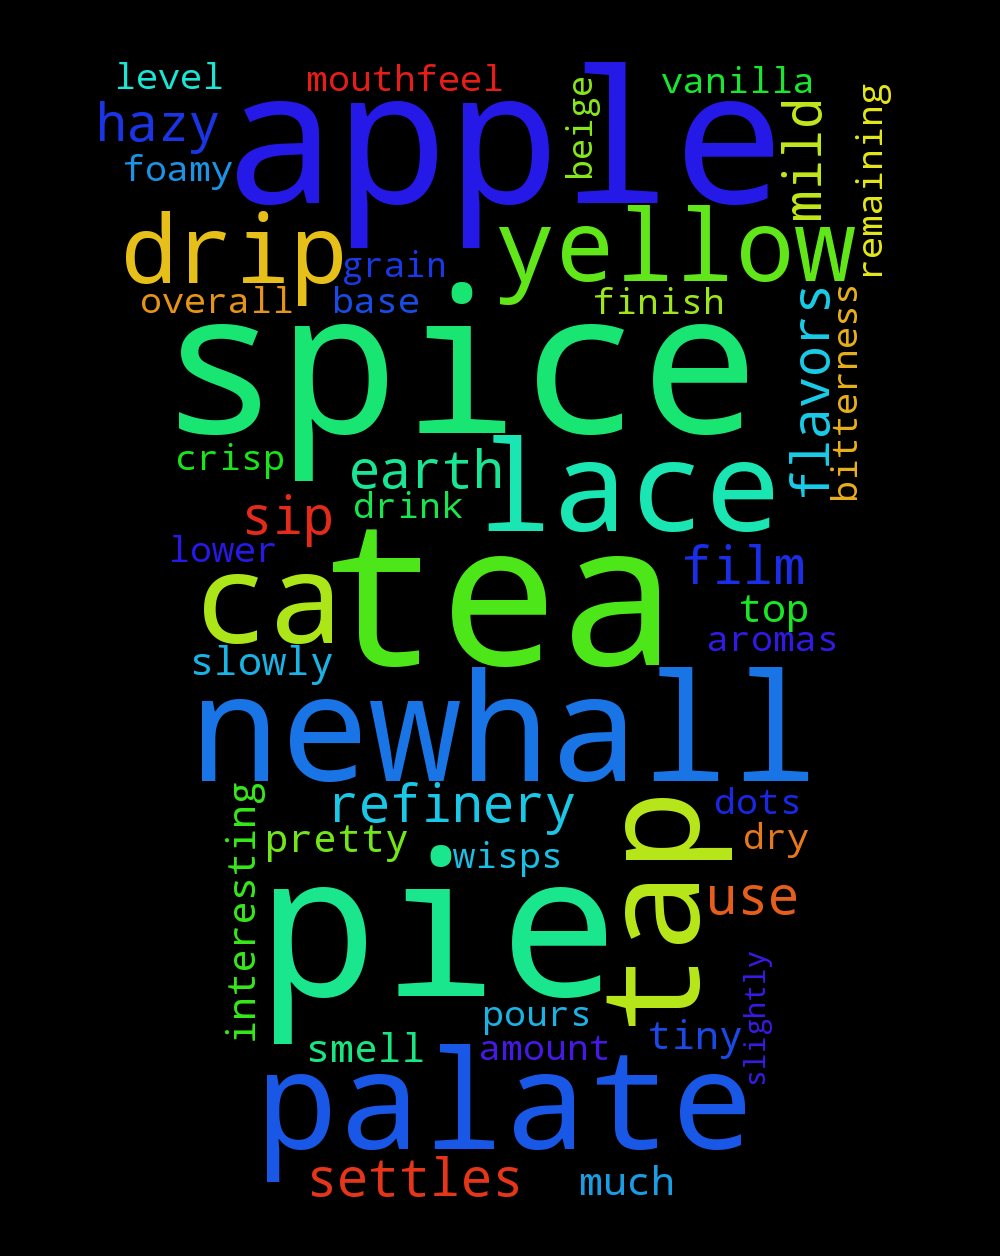 level
mouthfeel
beige
vanilla
hazy
apple
mild
remaining
foamy
drip
yellow
grain
overall
base
finish
spice
flavors
bitterness
crisp
earth
lace
sip
drink
lower
ca
tea
film
top
aromas
slowly
newhall
refinery
dots
interesting
pretty
wisps
tap
dry
pie
use
pours
slightly
smell
amount
tiny
palate
settles
much